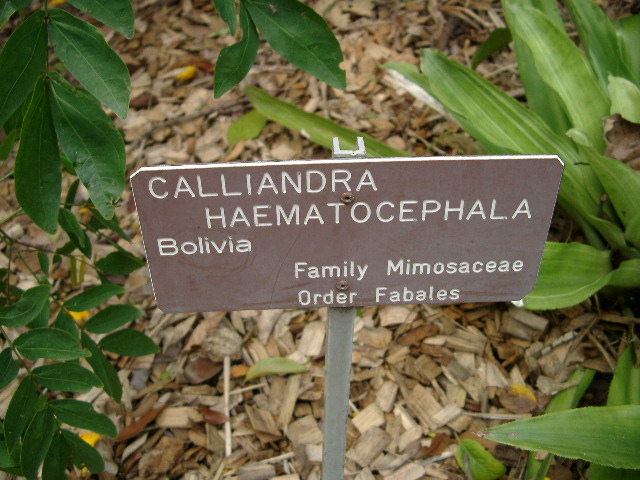 CALLIANDRA
HAEMATOCEPHALA
Bolivia
Family Mimosaceae
Order Fabales